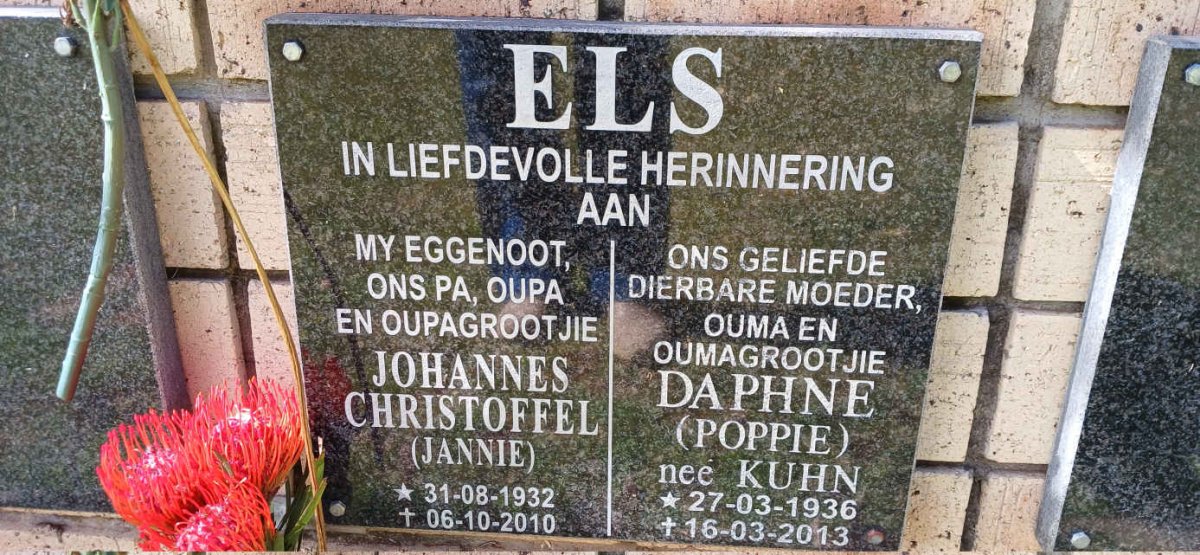 ELS
IN LIEFDEVOLLE HERINNERING
AAN
MY EGGENOOT,
ONS PA, OUPA
EN OUPAGROOTJIE
JOHANNES
CHRISTOFFEL
(JANNIE)
★ 31-08-1932
✝ 06-10-2010
ONS GELIEFDE
DIERBARE MOEDER,
OUMA EN
OUMAGROOTJIE
DAPHNE
(POPPIE)
neé KUHN
★ 27-03-1936
✝ 16-03-2013